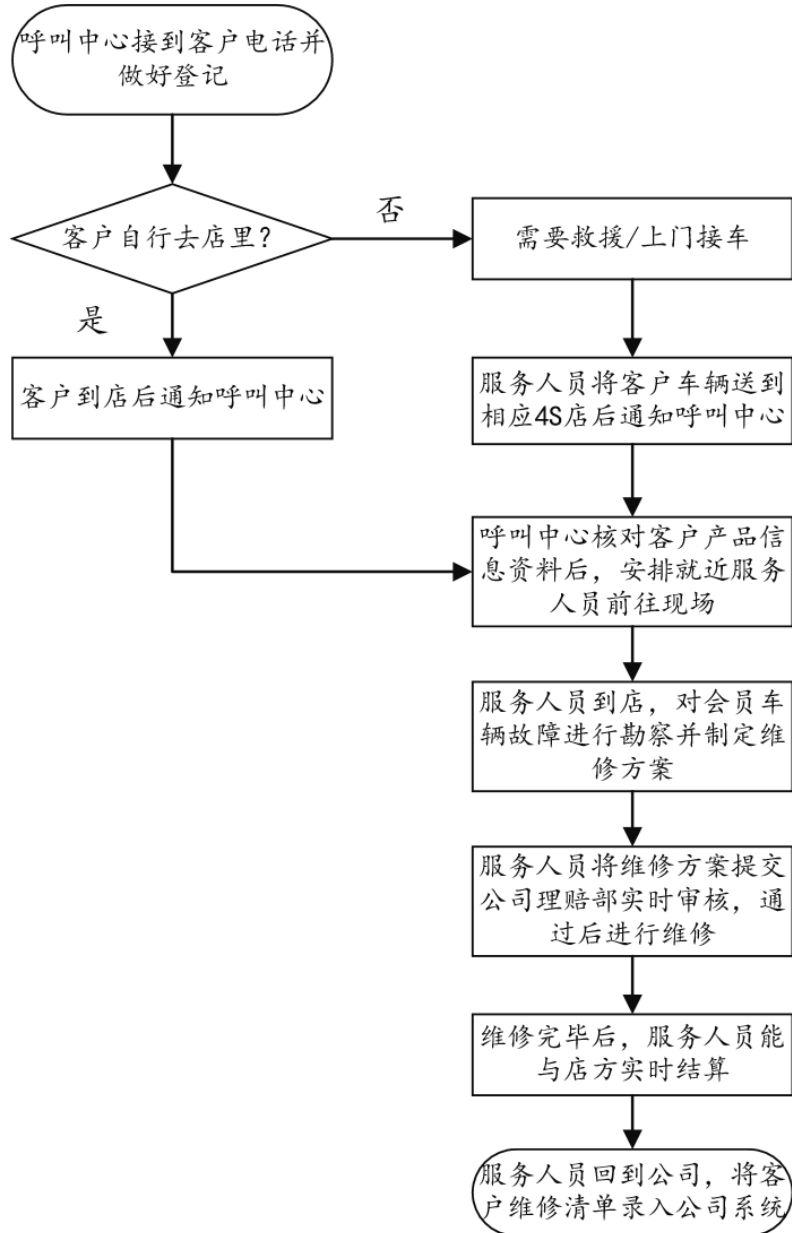 呼叫中心接到客户电话并
做好登记
客户自行去店里?
否
需要救援/上门接车
是
客户到店后通知呼叫中心
服务人员将客户车辆送到
相应4S店后通知呼叫中心
呼叫中心核对客户产品信
息资料后，安排就近服务
人员前往现场
服务人员到店，对会员车
辆故障进行勘察并制定维
修方案
服务人员将维修方案提交
公司理赔部实时审核，通
过后进行维修
维修完毕后，服务人员能
与店方实时结算
服务人员回到公司，将客
户维修清单录入公司系统